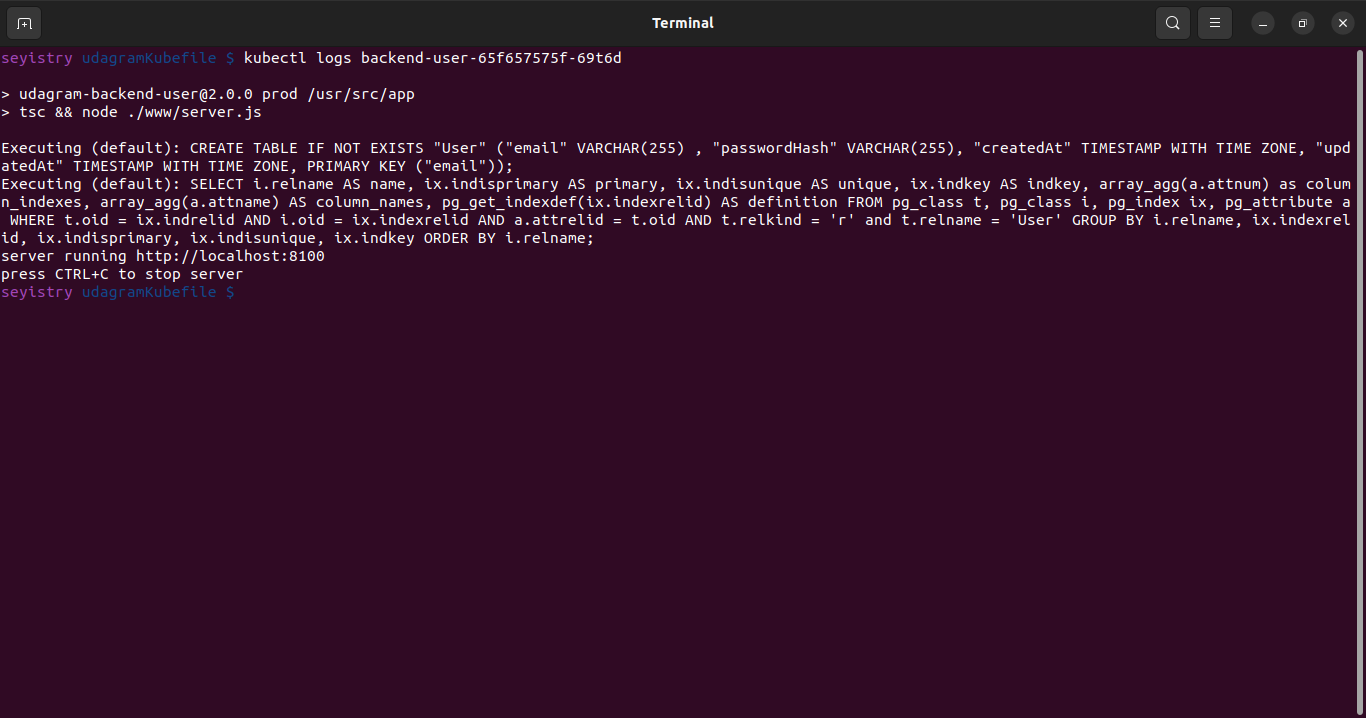 Terminal
seyistry udagramKubefile $ kubectl logs backend-user-65f657575f-69t6d
> udagram-backend-user@2.0.0 prod /usr/src/app
> tsc && node ./www/server.js
Executing (default): CREATE TABLE IF NOT EXISTS "User" ("email" VARCHAR(255) , "passwordHash" VARCHAR(255), "createdAt" TIMESTAMP WITH TIME ZONE, "upd
atedAt" TIMESTAMP WITH TIME ZONE, PRIMARY KEY ("email"));
Executing (default): SELECT i.relname AS name, ix.indisprimary AS primary, ix.indisunique AS unique, ix.indkey AS indkey, array_agg(a.attnum) as colum
n_indexes, array_agg(a.attname) AS column_names, pg_get_indexdef(ix.indexrelid) AS definition FROM pg_class t, pg_class i, pg_index ix, pg_attribute a
 WHERE t.oid = ix.indrelid AND i.oid = ix.indexrelid AND a.attrelid = t.oid AND t.relkind = 'r' and t.relname = 'User' GROUP BY i.relname, ix.indexrel
id, ix.indisprimary, ix.indisunique, ix.indkey ORDER BY i.relname;
server running http://localhost:8100
press CTRL+C to stop server
seyistry udagramKubefile $